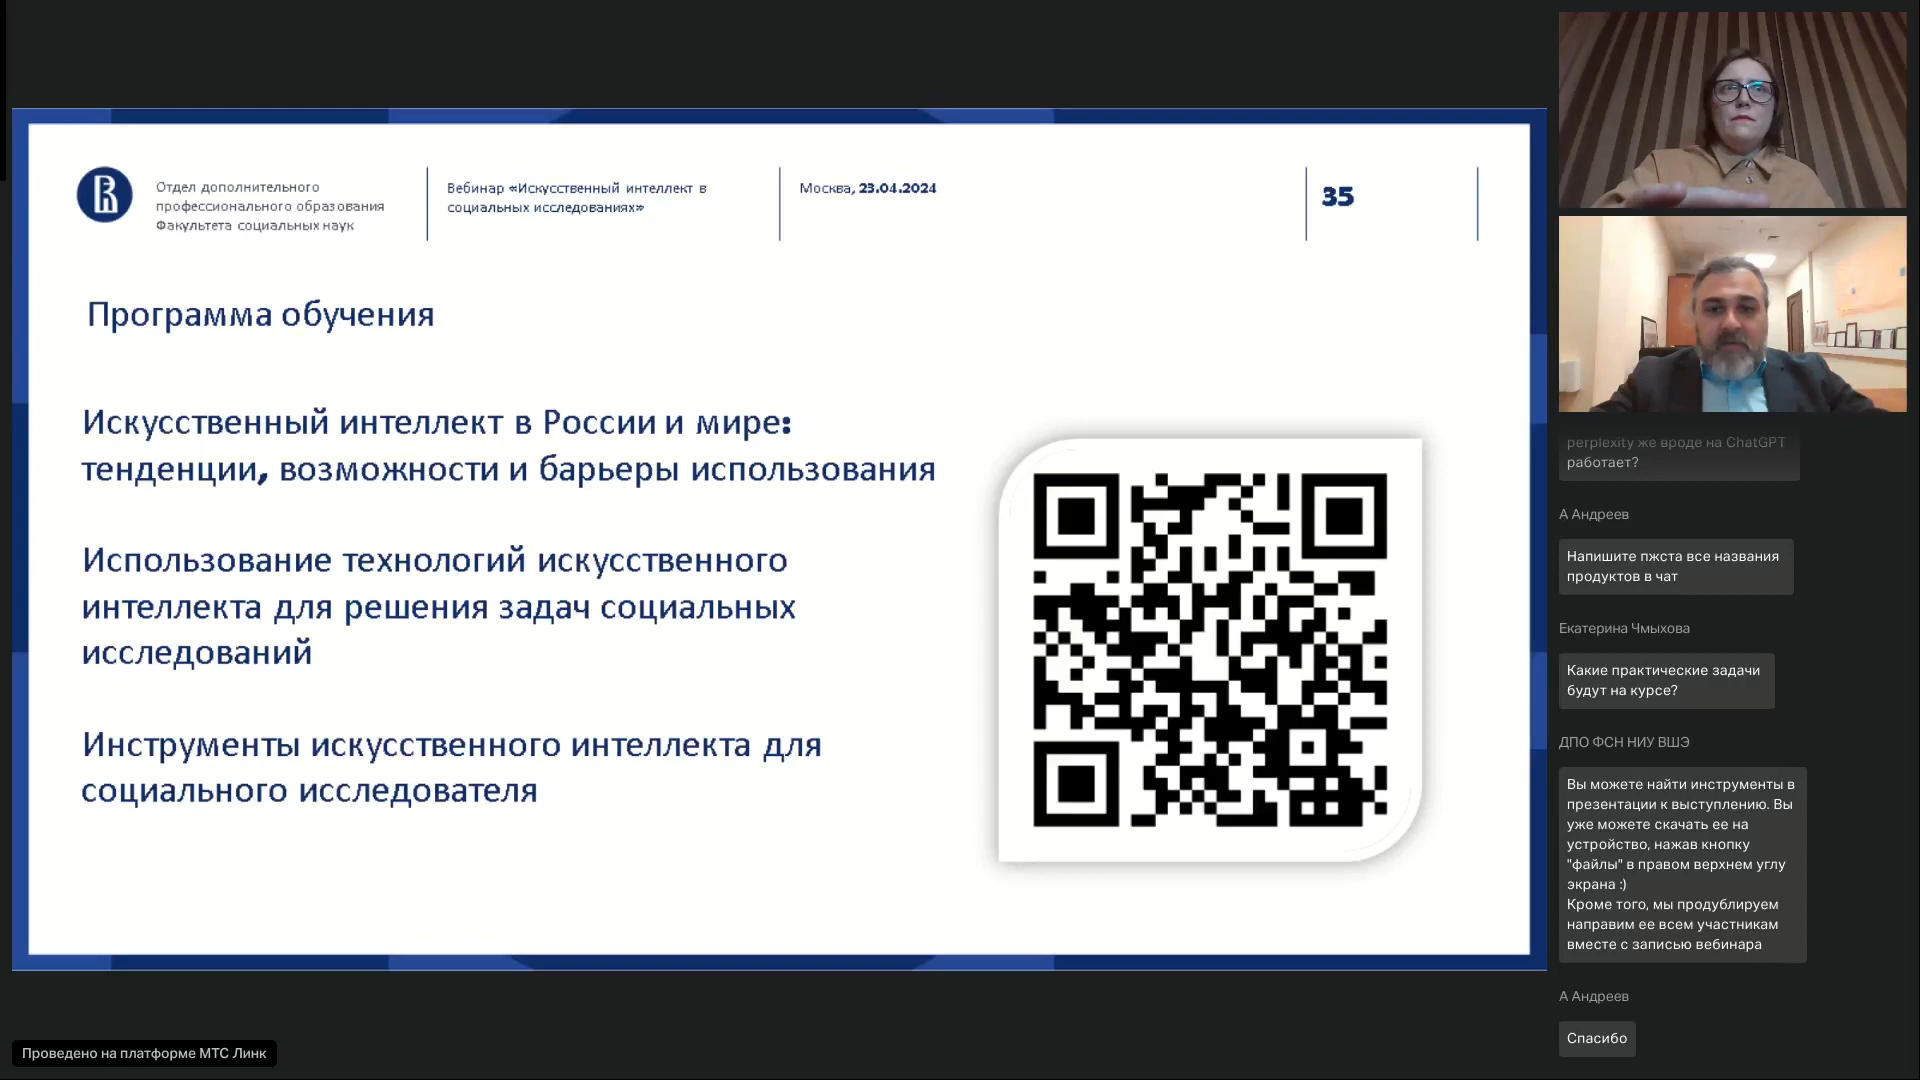 Отдел дополнительного
профессионального образования
Факультета социальных наук
Вебинар «Искусственный интеллект в
социальных исследованиях»
Москва, 23.04.2024
35
Программа обучения
Искусственный интеллект в России и мире:
тенденции, возможности и барьеры использования
Использование технологий искусственного
интеллекта для решения задач социальных
исследований
Инструменты искусственного интеллекта для
социального исследователя
perplexity же вроде на ChatGPT
работает?
А Андреев
Напишите пжста все названия
продуктов в чат
Екатерина Чмыхова
Какие практические задачи
будут на курсе?
ДПО ФСН НИУ ВШЭ
Вы можете найти инструменты в
презентации к выступлению. Вы
уже можете скачать ее на
устройство, нажав кнопку
"файлы" в правом верхнем углу
экрана :)
Кроме того, мы продублируем
направим ее всем участникам
вместе с записью вебинара
А Андреев
Спасибо
Проведено на платформе МТС Линк